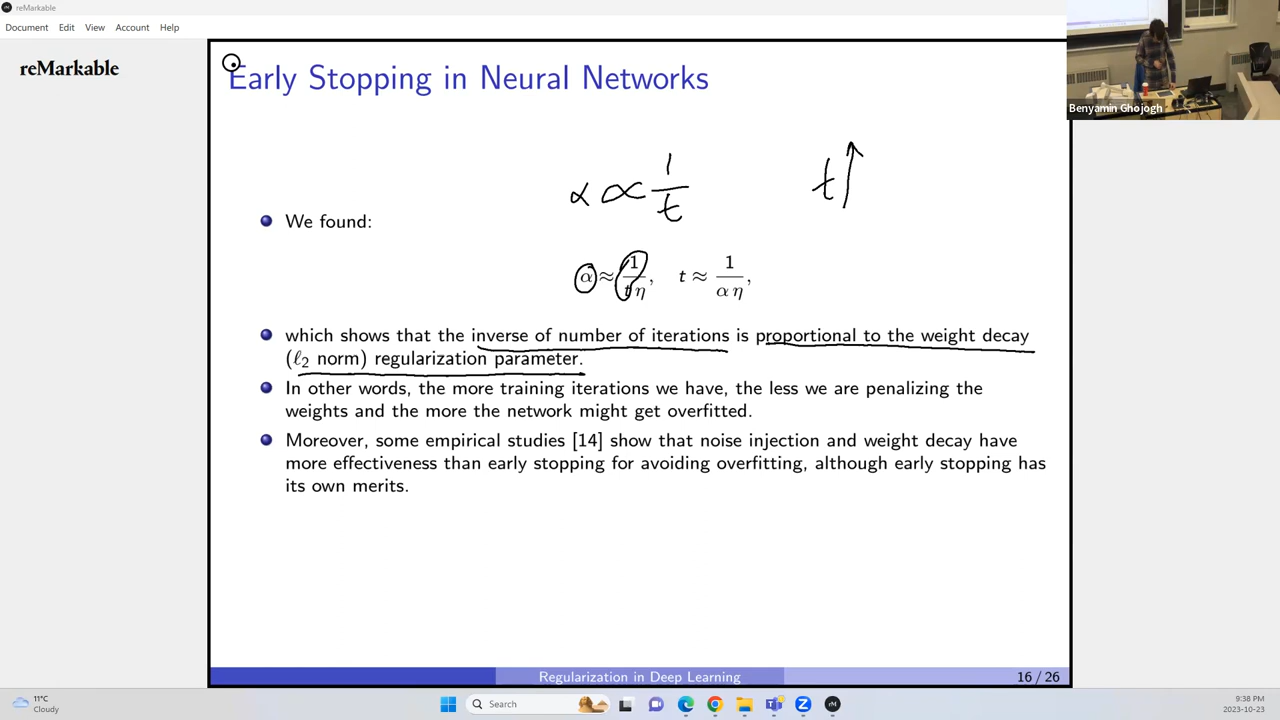 reMarkable
Document Edit View Account Help
reMarkable
Early Stopping in Neural Networks
α ∝ 1/t t↑
We found:
α ≈ 1/(t η), t ≈ 1/(α η),
which shows that the inverse of number of iterations is proportional to the weight decay
(ℓ2 norm) regularization parameter.
In other words, the more training iterations we have, the less we are penalizing the
weights and the more the network might get overfitted.
Moreover, some empirical studies [14] show that noise injection and weight decay have
more effectiveness than early stopping for avoiding overfitting, although early stopping has
its own merits.
Regularization in Deep Learning 16 / 26
Benyamin Ghojogh
11°C
Cloudy
Search
rM
9:38 PM
2023-10-23